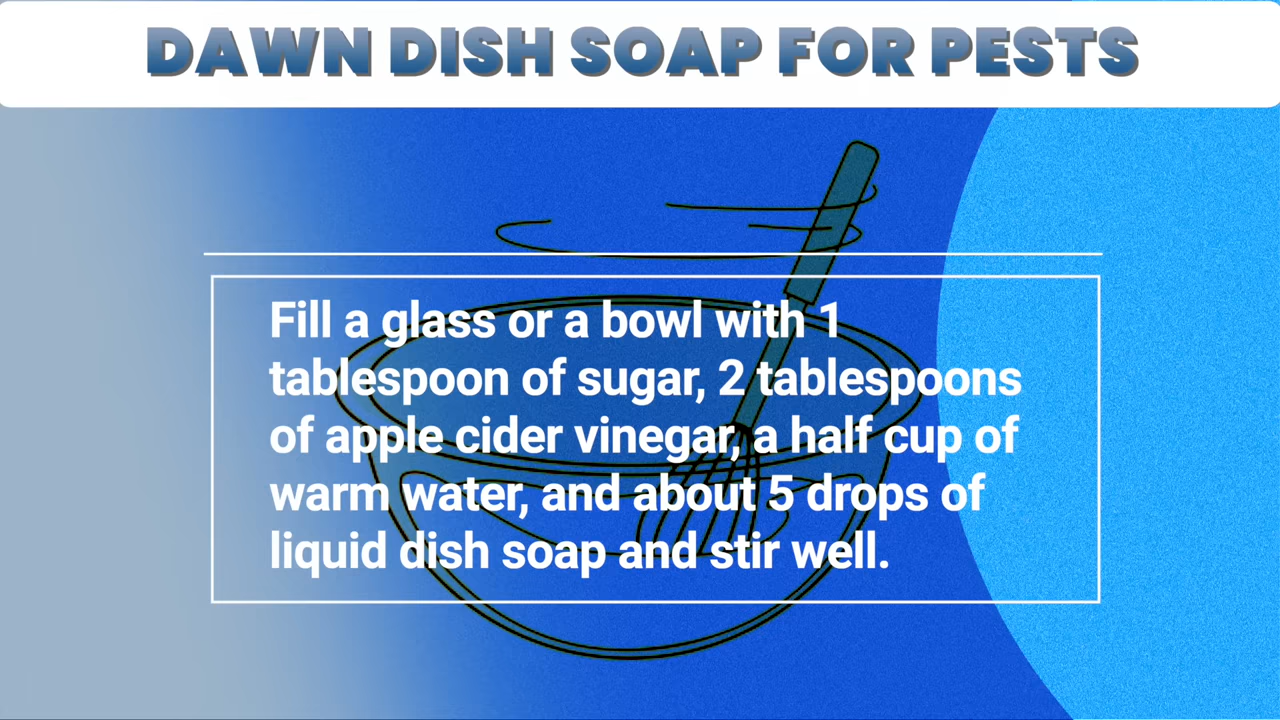 DAWN DISH SOAP FOR PESTS
Fill a glass or a bowl with 1
tablespoon of sugar, 2 tablespoons
of apple cider vinegar, a half cup of
warm water, and about 5 drops of
liquid dish soap and stir well.